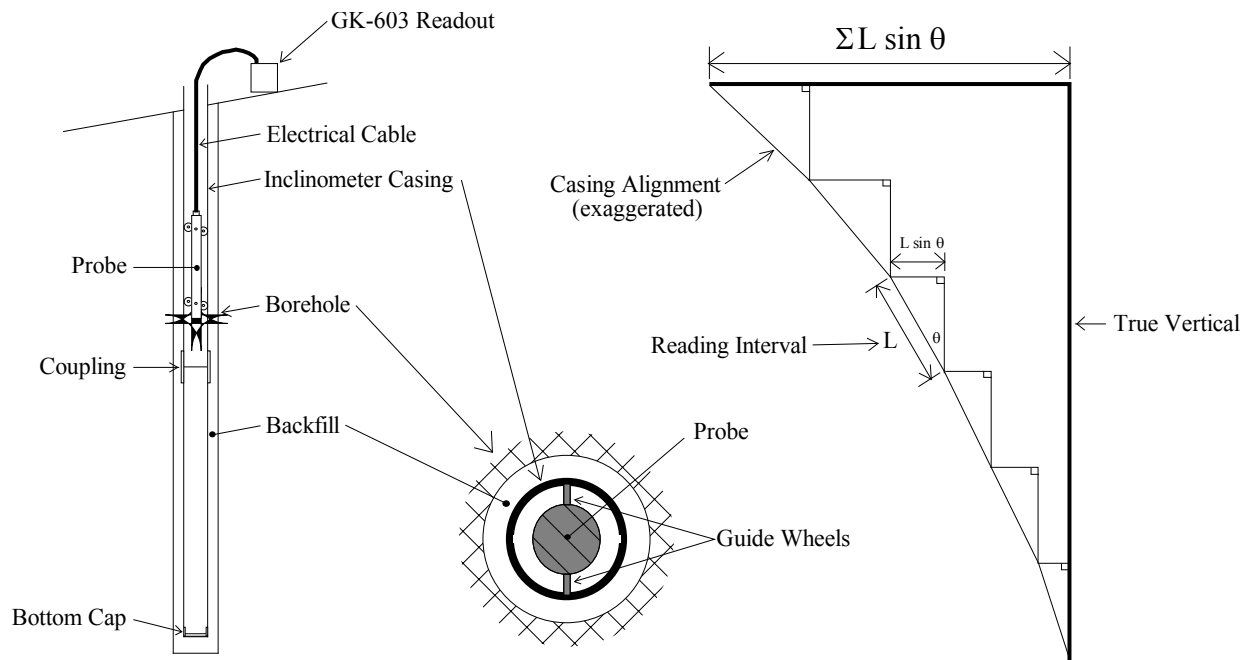 GK-603 Readout
Electrical Cable
Inclinometer Casing
Probe
Borehole
Coupling
Backfill
Bottom Cap
Probe
Guide Wheels
Σ L sin θ
Casing Alignment
(exaggerated)
L sin θ
θ
Reading Interval
L
True Vertical